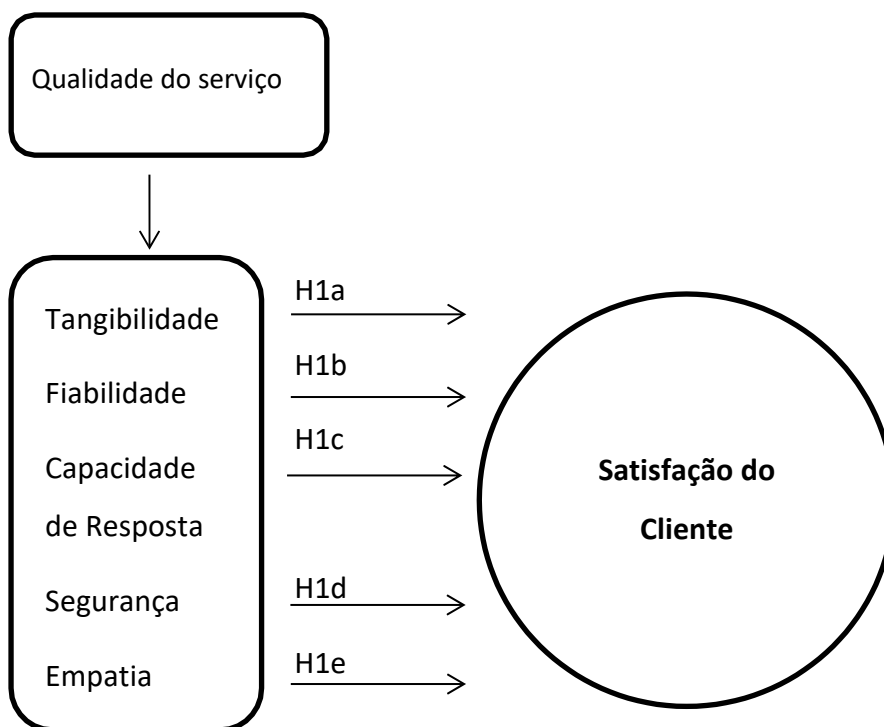 Qualidade do serviço
Tangibilidade
H1a
Fiabilidade
H1b
Capacidade
de Resposta
H1c
Segurança
H1d
Empatia
H1e
Satisfação do
Cliente